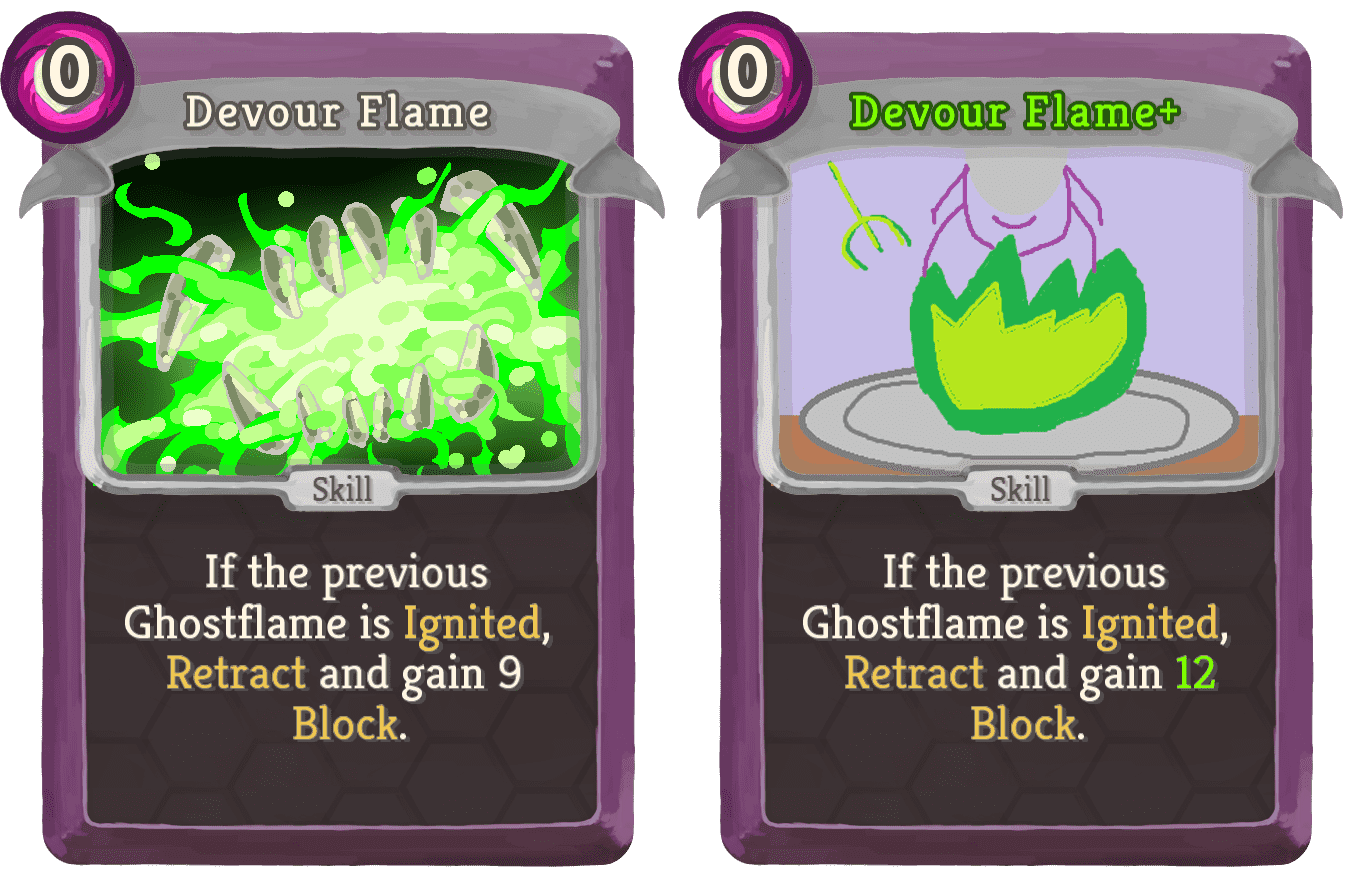 0
Devour Flame
Skill
If the previous
Ghostflame is Ignited,
Retract and gain 9
Block.
0
Devour Flame+
Skill
If the previous
Ghostflame is Ignited,
Retract and gain 12
Block.